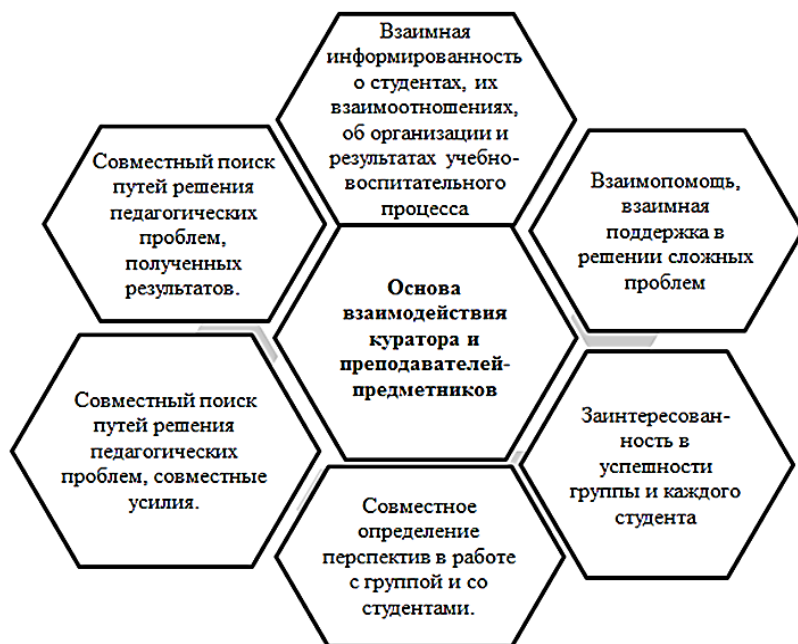 Взаимная
информированность
о студентах, их
взаимоотношениях,
об организации и
результатах учебно-
воспитательного
процесса
Совместный поиск
путей решения
педагогических
проблем,
полученных
результатов.
Взаимопомощь,
взаимная
поддержка в
решении сложных
проблем
Основа
взаимодействия
куратора и
преподавателей-
предметников
Совместный поиск
путей решения
педагогических
проблем, совместные
усилия.
Заинтересован-
ность в
успешности
группы и каждого
студента
Совместное
определение
перспектив в работе
с группой и со
студентами.